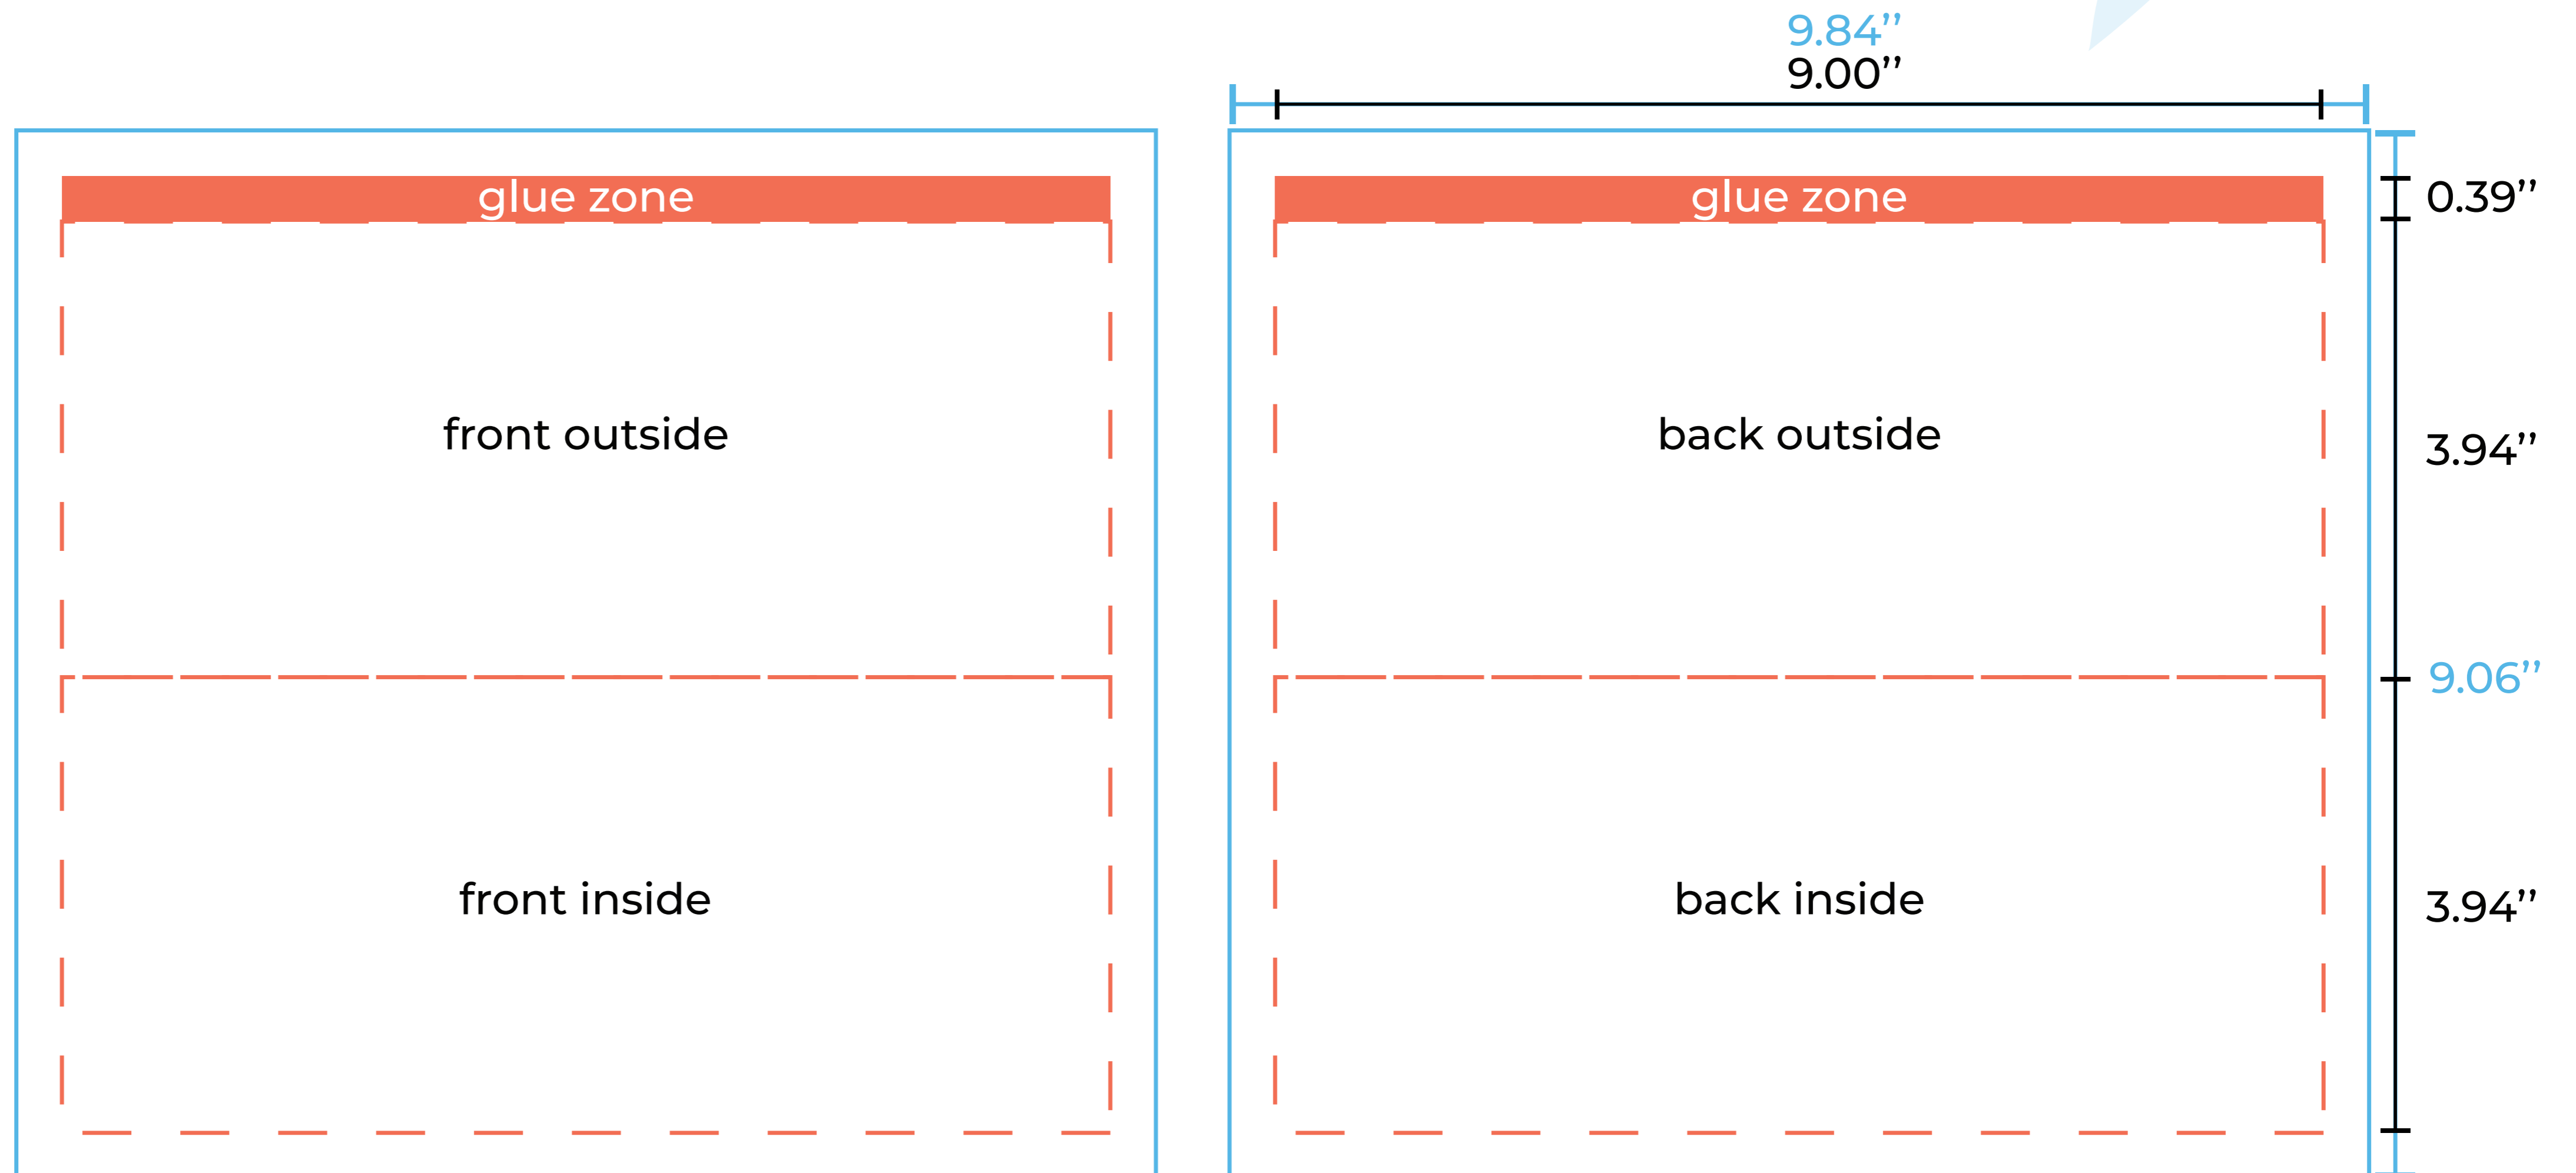 9.84’’
9.00’’
glue zone
glue zone
0.39’’
front outside
back outside
3.94’’
9.06’’
front inside
back inside
3.94’’